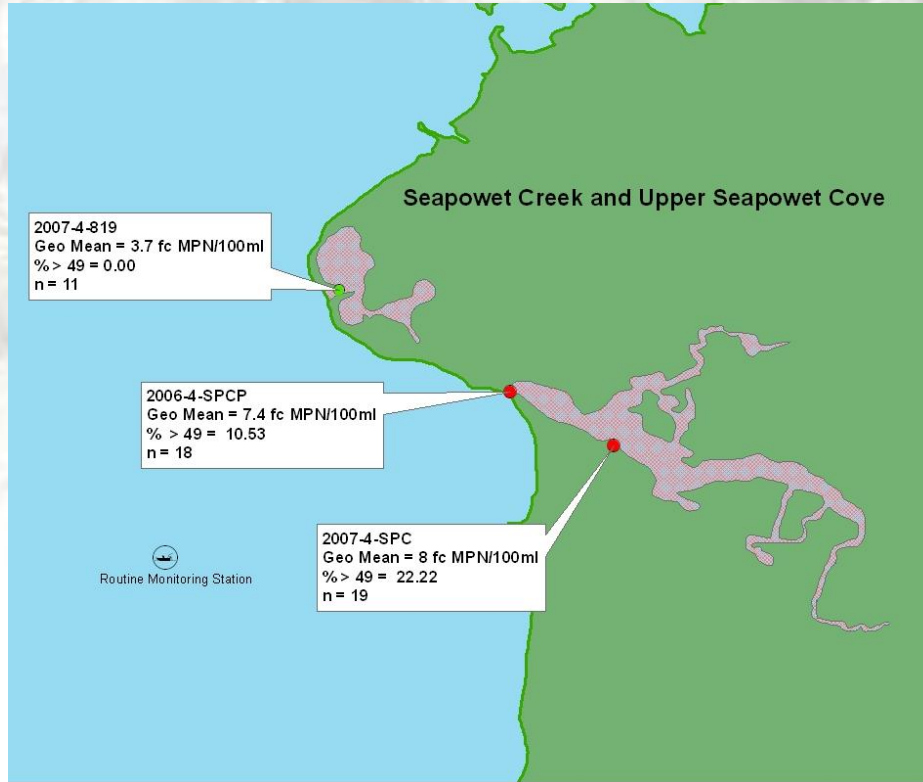 Seapowet Creek and Upper Seapowet Cove
2007-4-819
Geo Mean = 3.7 fc MPN/100ml
% > 49 = 0.00
n = 11
2006-4-SPCP
Geo Mean = 7.4 fc MPN/100ml
% > 49 = 10.53
n = 18
2007-4-SPC
Geo Mean = 8 fc MPN/100ml
% > 49 = 22.22
n = 19
Routine Monitoring Station